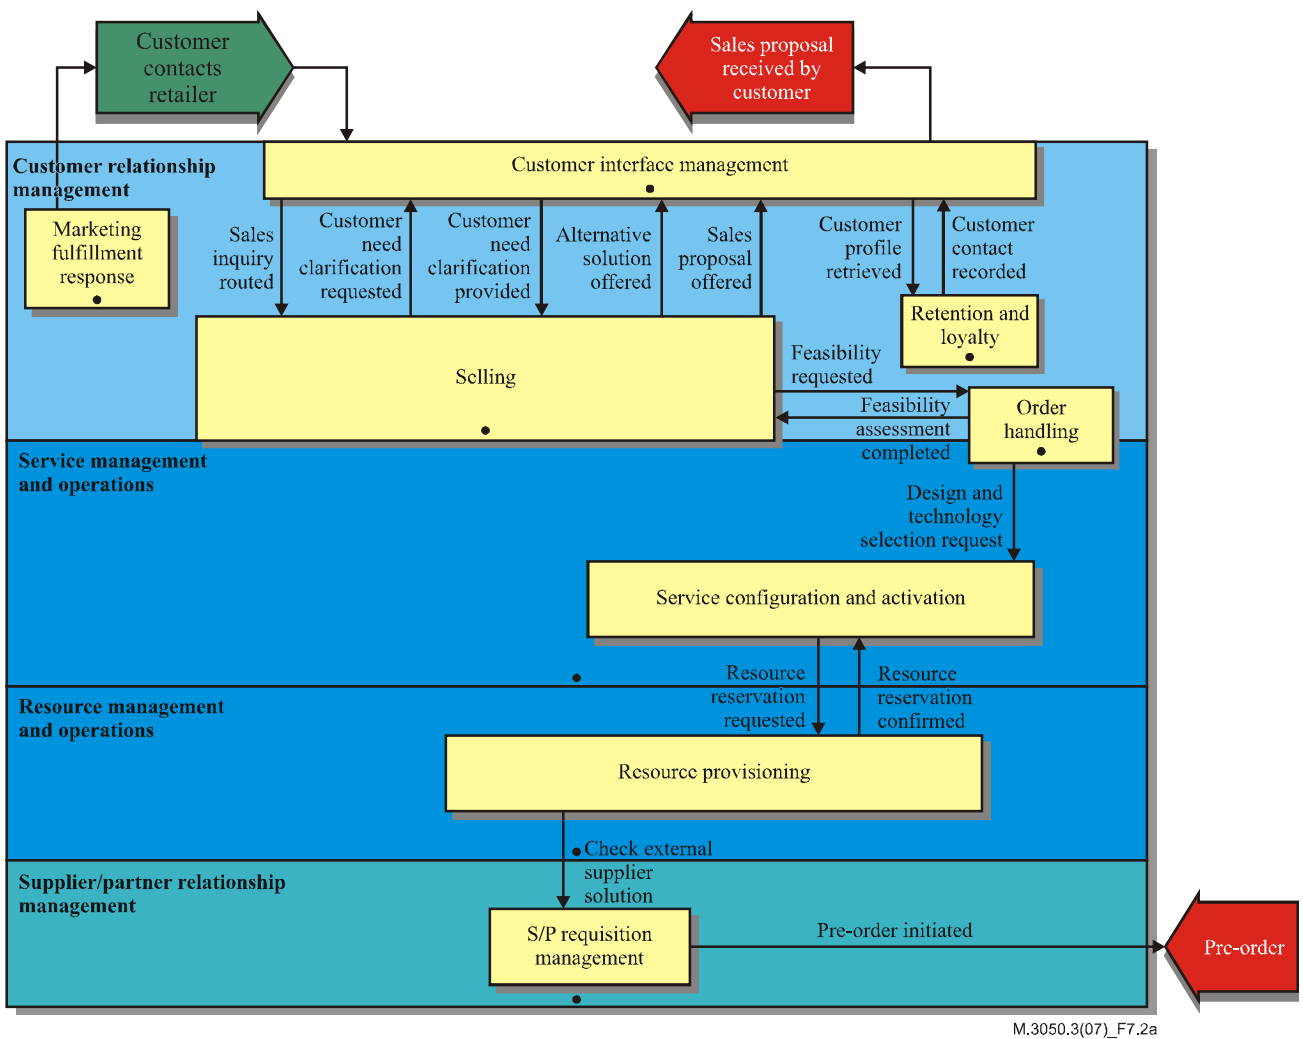 Customer
contacts
retailer
Sales proposal
received by
customer
Customer relationship
management
Customer interface management
Marketing
fulfillment
response
Sales
inquiry
routed
Customer
need
clarification
requested
Customer
need
clarification
provided
Alternative
solution
offered
Sales
proposal
offered
Customer
profile
retrieved
Customer
contact
recorded
Retention and
loyalty
Selling
Feasibility
requested
Feasibility
assessment
completed
Order
handling
Service management
and operations
Design and
technology
selection request
Service configuration and activation
Resource
reservation
requested
Resource
reservation
confirmed
Resource management
and operations
Resource provisioning
Check external
supplier
solution
Supplier/partner relationship
management
S/P requisition
management
Pre-order initiated
Pre-order
M.3050.3(07)_F7.2a